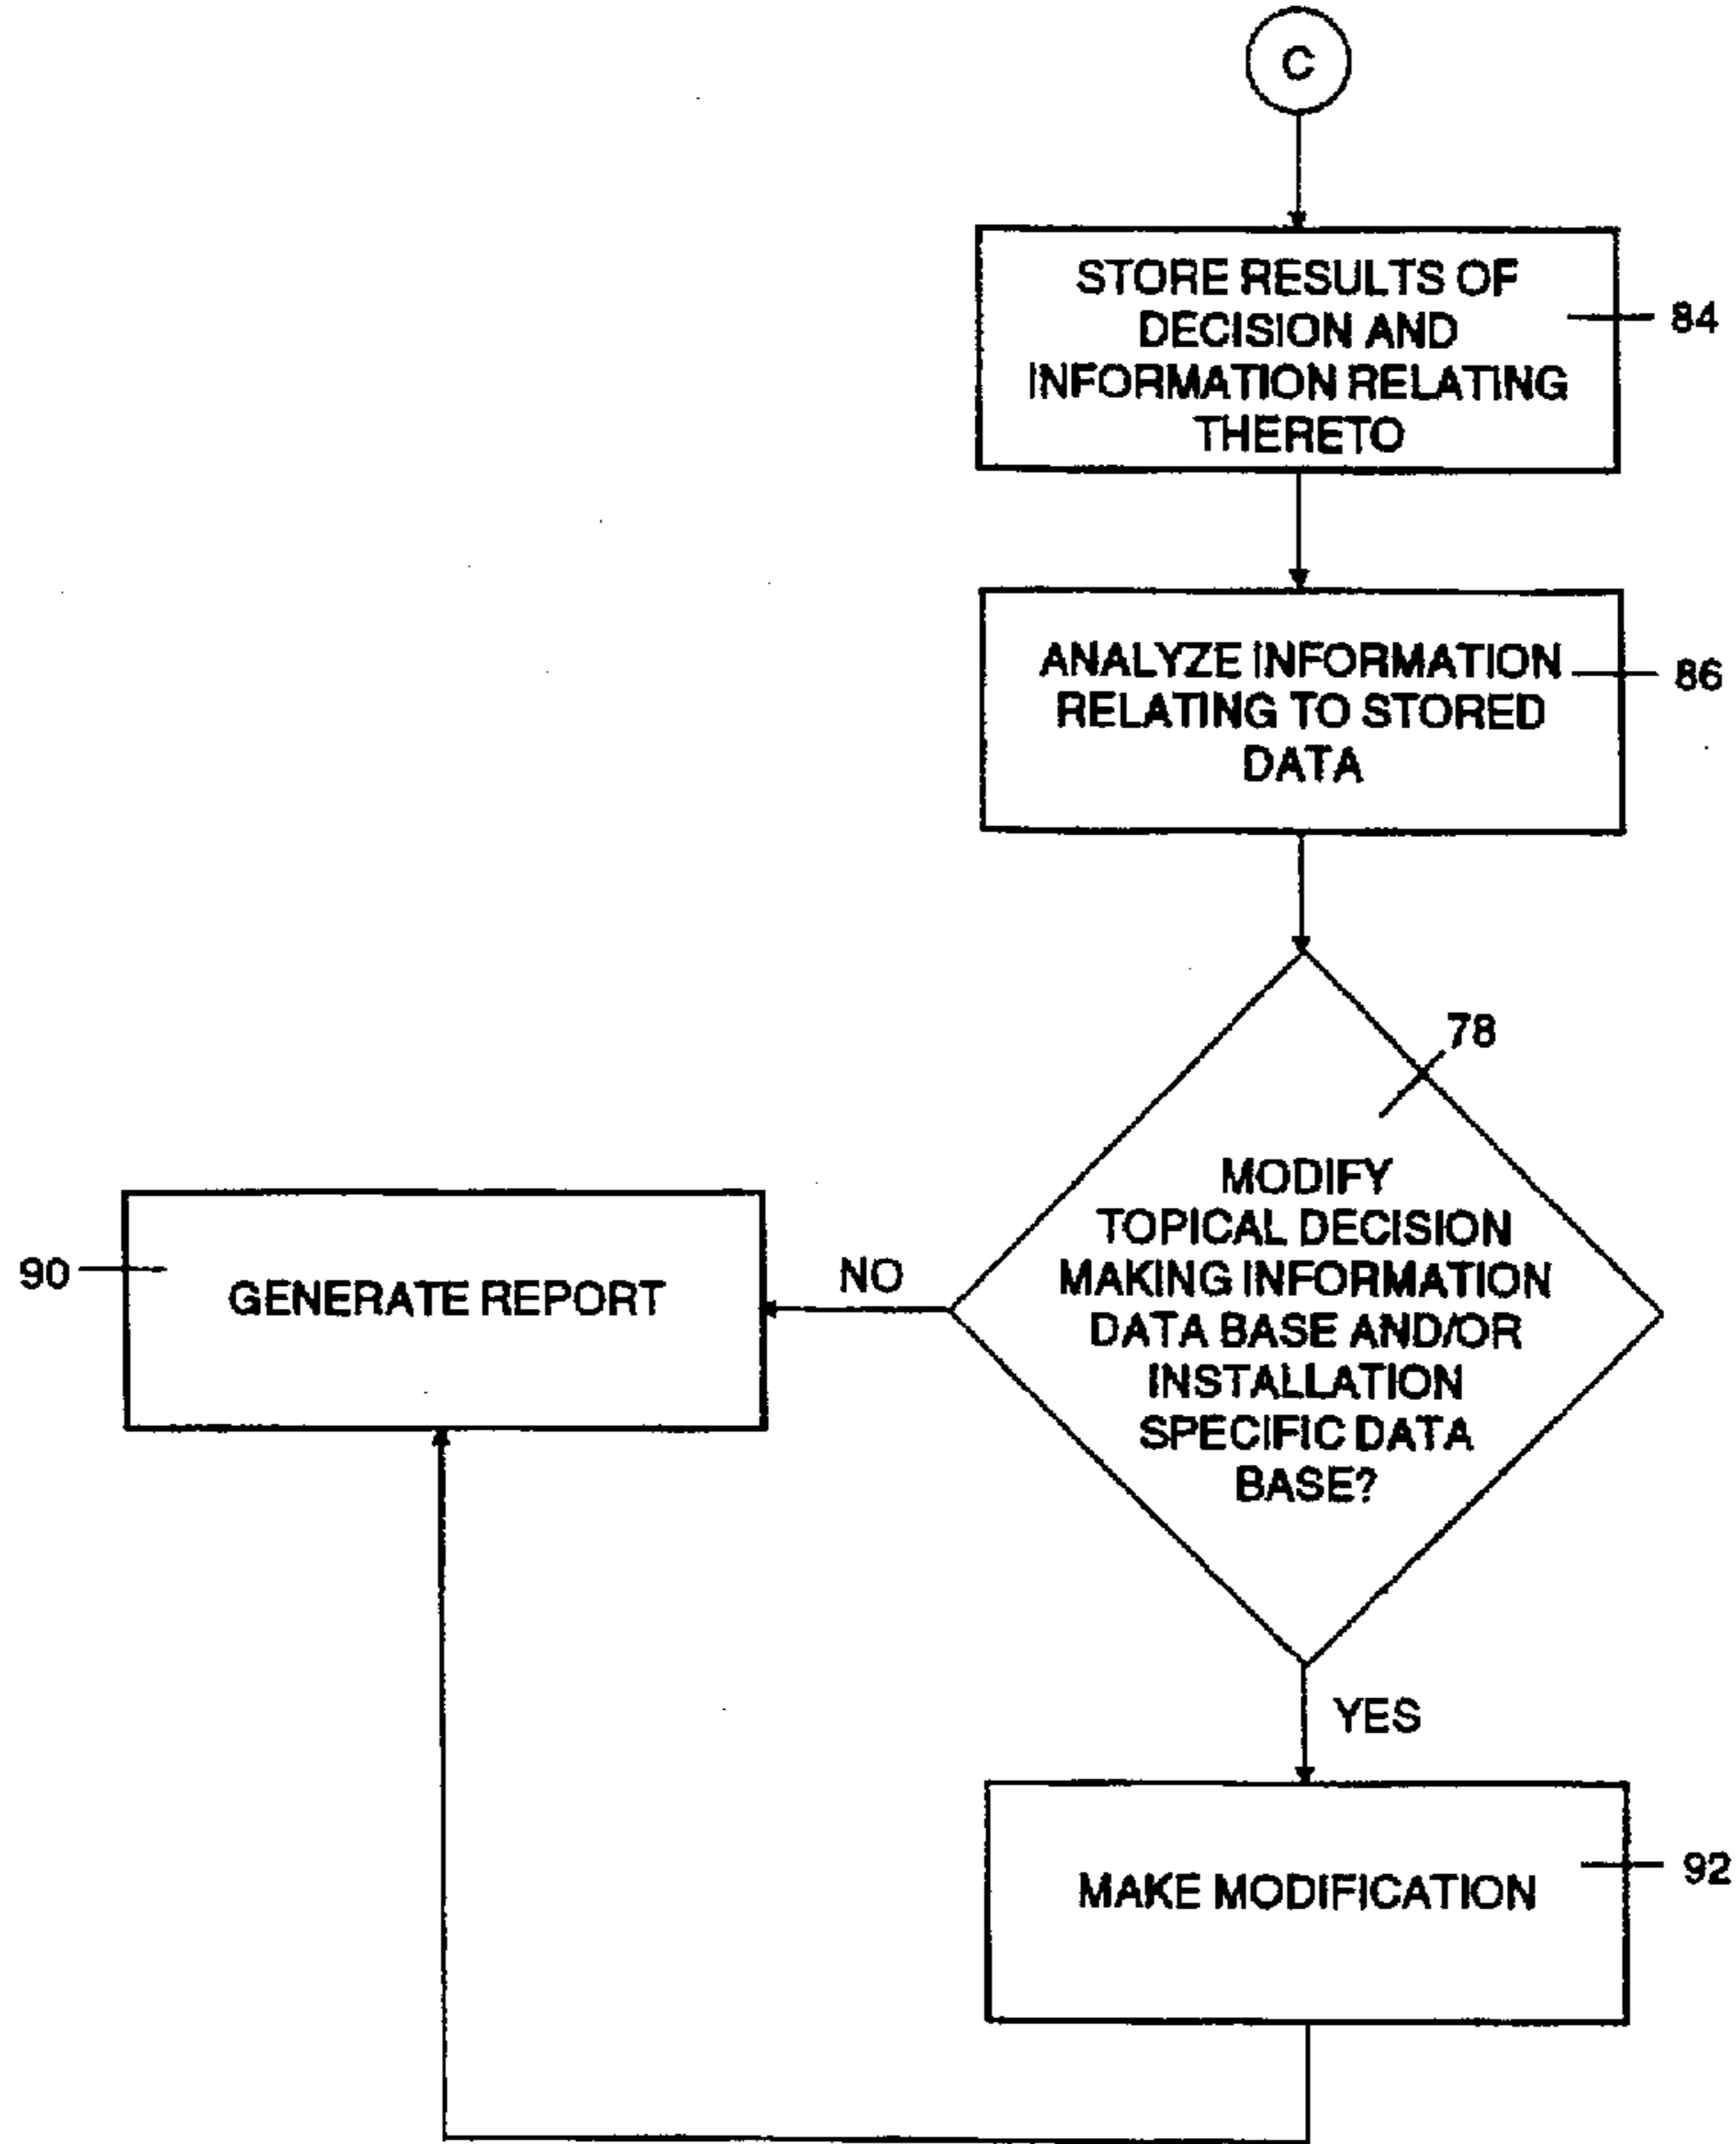 C
STORE RESULTS OF
DECISION AND
INFORMATION RELATING
THERETO
84
ANALYZE INFORMATION
RELATING TO STORED
DATA
86
78
MODIFY
TOPICAL DECISION
MAKING INFORMATION
DATA BASE AND/OR
INSTALLATION
SPECIFIC DATA
BASE?
NO
90
GENERATE REPORT
YES
MAKE MODIFICATION
92